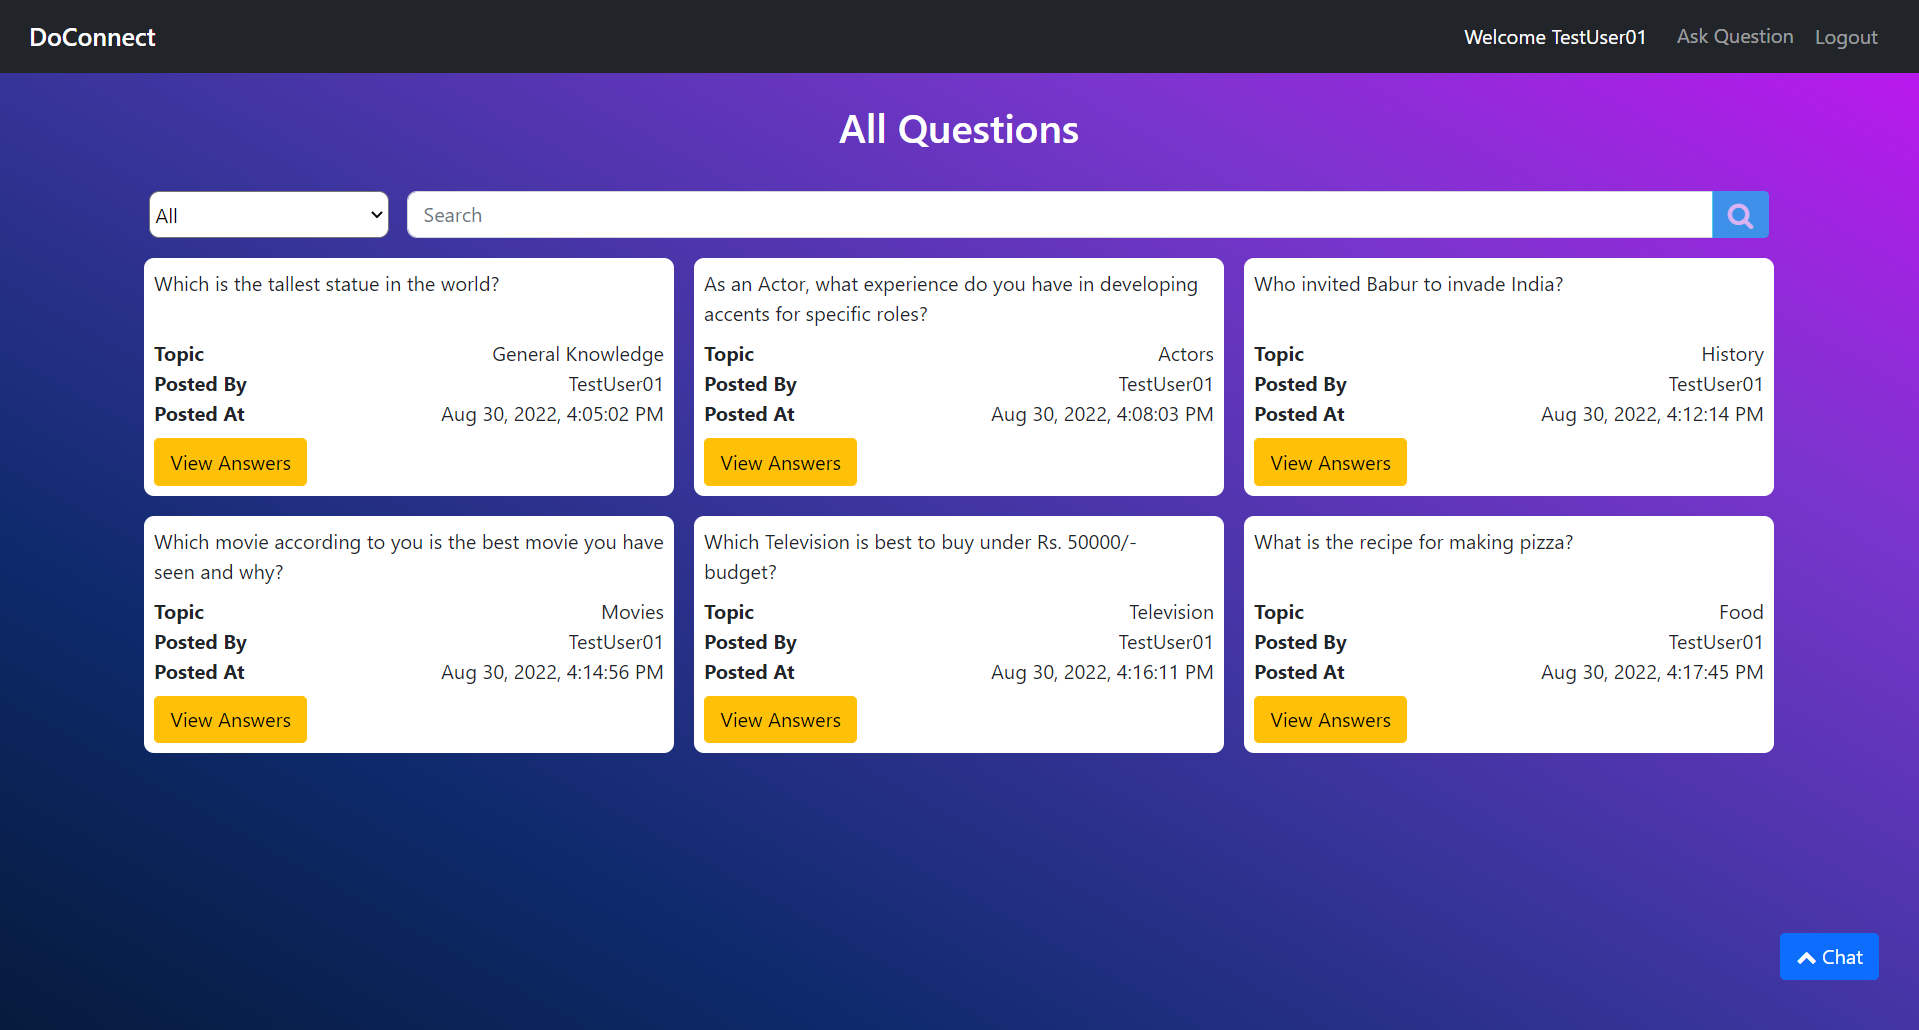 DoConnect
Welcome TestUser01 Ask Question Logout
All Questions
All
Search
Which is the tallest statue in the world?
Topic General Knowledge
Posted By TestUser01
Posted At Aug 30, 2022, 4:05:02 PM
View Answers
As an Actor, what experience do you have in developing
accents for specific roles?
Topic Actors
Posted By TestUser01
Posted At Aug 30, 2022, 4:08:03 PM
View Answers
Who invited Babur to invade India?
Topic History
Posted By TestUser01
Posted At Aug 30, 2022, 4:12:14 PM
View Answers
Which movie according to you is the best movie you have
seen and why?
Topic Movies
Posted By TestUser01
Posted At Aug 30, 2022, 4:14:56 PM
View Answers
Which Television is best to buy under Rs. 50000/-
budget?
Topic Television
Posted By TestUser01
Posted At Aug 30, 2022, 4:16:11 PM
View Answers
What is the recipe for making pizza?
Topic Food
Posted By TestUser01
Posted At Aug 30, 2022, 4:17:45 PM
View Answers
Chat